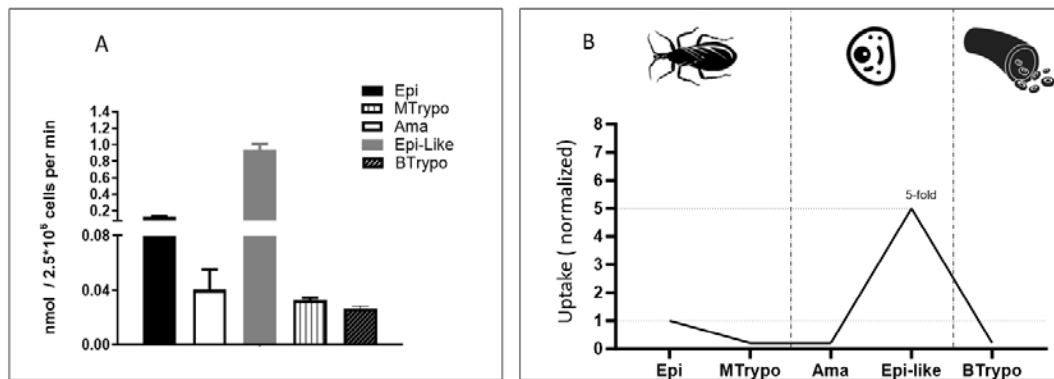 A
Epi
MTrypo
Ama
Epi-Like
BTrypo
nmol / 2.5*10⁶ cells per min
1.4
1.2
1.0
0.8
0.6
0.4
0.2
0.08
0.04
0.00
B
Uptake ( normalized)
8
7
6
5
4
3
2
1
0
5-fold
Epi MTrypo Ama Epi-like BTrypo